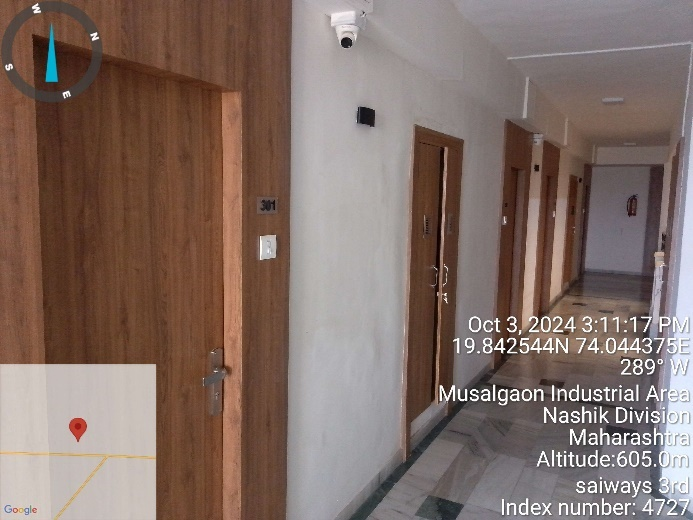 W
N
S
E
301
Oct 3, 2024 3:11:17 PM
19.842544N 74.044375E
289° W
Musalgaon Industrial Area
Nashik Division
Maharashtra
Altitude:605.0m
saiways 3rd
Index number: 4727
Google